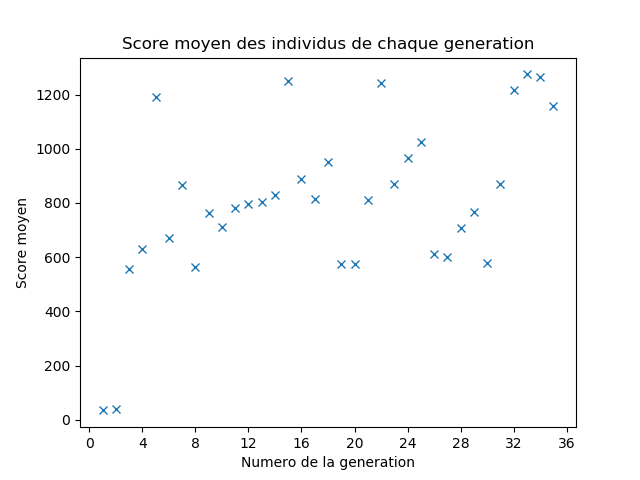 Score moyen des individus de chaque generation
Score moyen
1200
1000
800
600
400
200
0
0 4 8 12 16 20 24 28 32 36
Numero de la generation